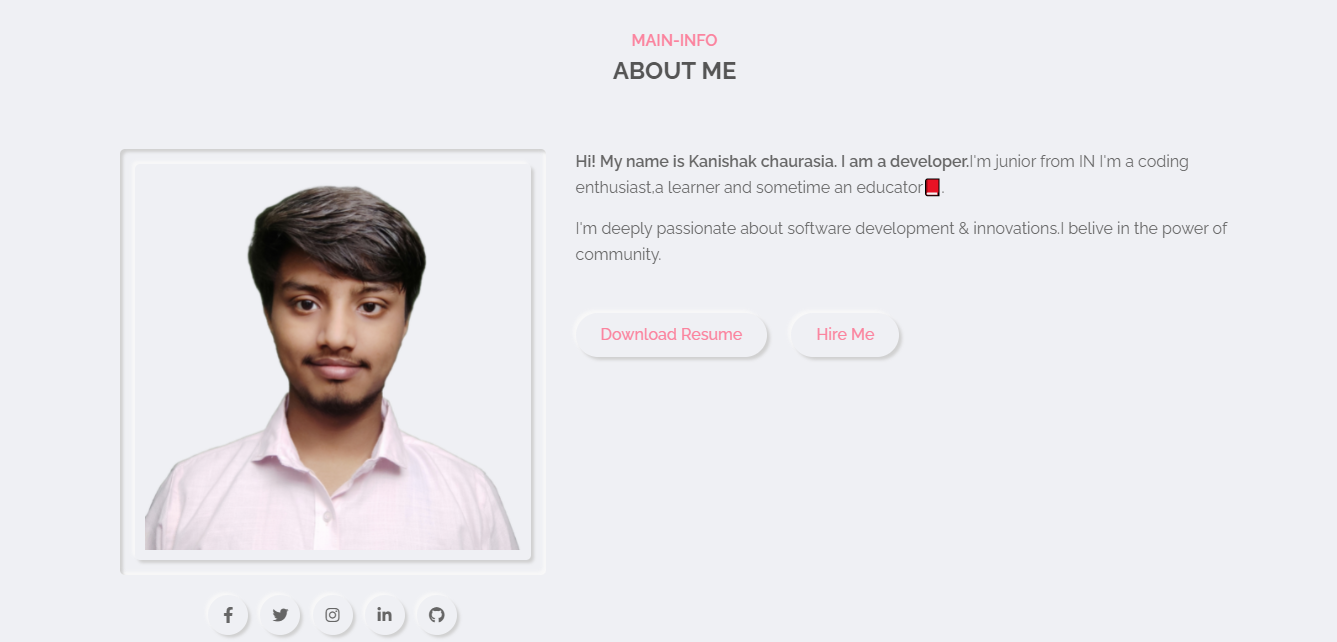 MAIN-INFO
ABOUT ME
Hi! My name is Kanishak chaurasia. I am a developer.I'm junior from IN I'm a coding
enthusiast,a learner and sometime an educator📕.
I'm deeply passionate about software development & innovations.I belive in the power of
community.
Download Resume
Hire Me